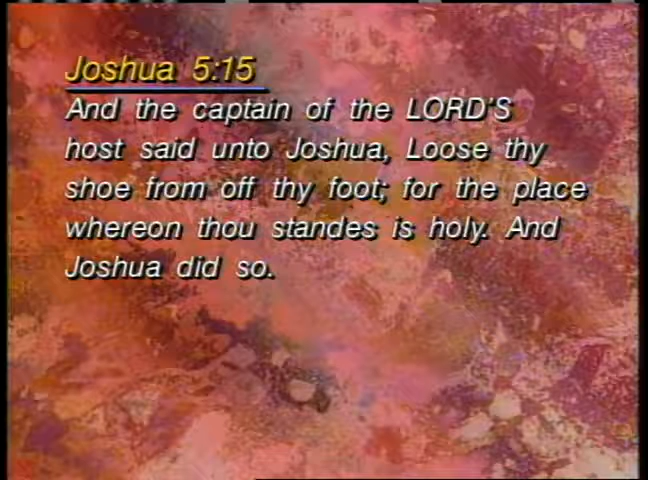 Joshua 5:15
And the captain of the LORD'S
host said unto Joshua, Loose thy
shoe from off thy foot; for the place
whereon thou standes is holy. And
Joshua did so.